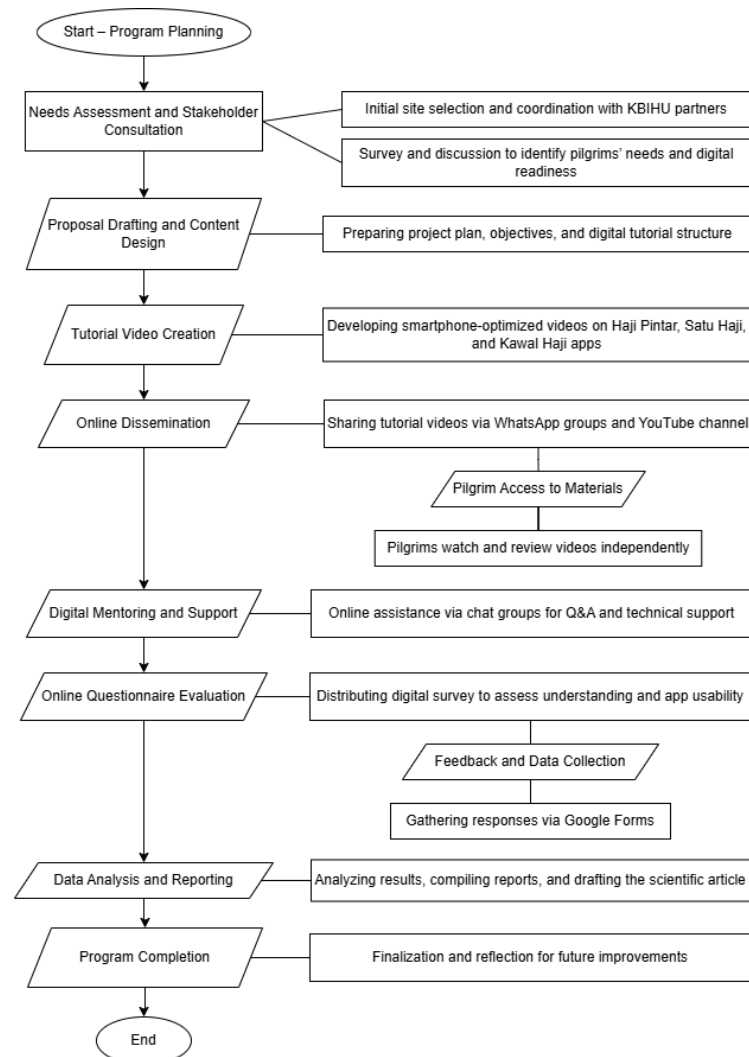 Start – Program Planning
Needs Assessment and Stakeholder
Consultation
Initial site selection and coordination with KBIHU partners
Survey and discussion to identify pilgrims' needs and digital
readiness
Proposal Drafting and Content
Design
Preparing project plan, objectives, and digital tutorial structure
Tutorial Video Creation
Developing smartphone-optimized videos on Haji Pintar, Satu Haji,
and Kawal Haji apps
Online Dissemination
Sharing tutorial videos via WhatsApp groups and YouTube channel
Pilgrim Access to Materials
Pilgrims watch and review videos independently
Digital Mentoring and Support
Online assistance via chat groups for Q&A and technical support
Online Questionnaire Evaluation
Distributing digital survey to assess understanding and app usability
Feedback and Data Collection
Gathering responses via Google Forms
Data Analysis and Reporting
Analyzing results, compiling reports, and drafting the scientific article
Program Completion
Finalization and reflection for future improvements
End